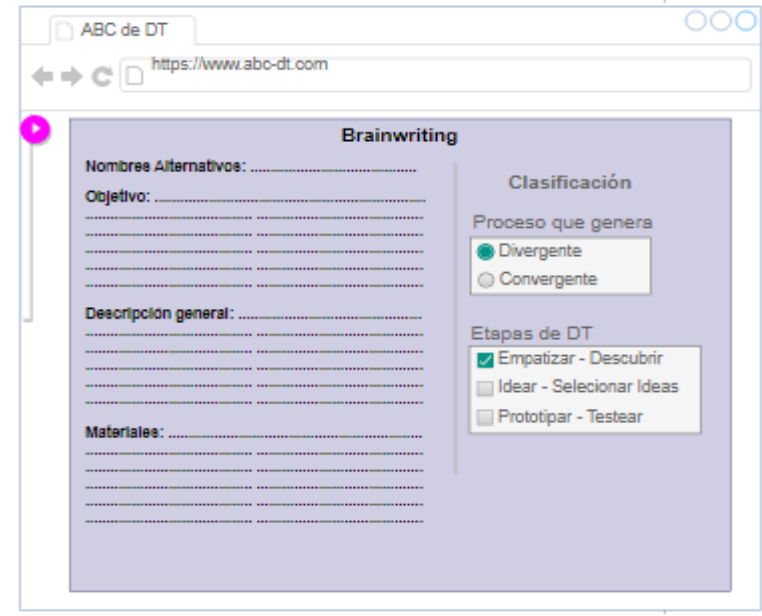 ABC de DT
https://www.abc-dt.com
Brainwriting
Nombres Alternativos: ................................................
Objetivo: ................................................
Descripción general: ................................................
Materiales: ................................................
Clasificación
Proceso que genera
Divergente
Convergente
Etapas de DT
Empatizar - Descubrir
Idear - Selecionar Ideas
Prototipar - Testear